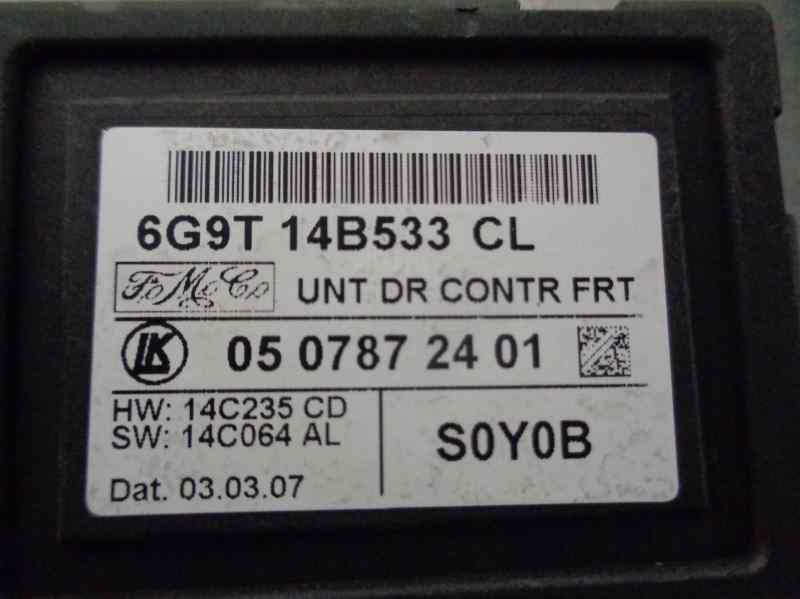 6G9T 14B533 CL
FoMoCo UNT DR CONTR FRT
LK 05 0787 24 01
HW: 14C235 CD
SW: 14C064 AL
S0Y0B
Dat. 03.03.07